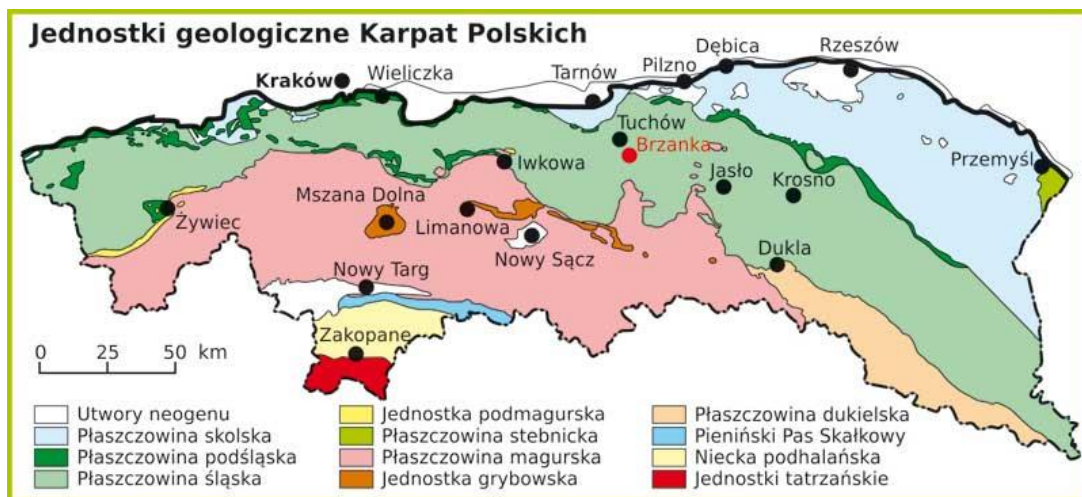 Jednostki geologiczne Karpat Polskich
Kraków
Wieliczka
Tarnów
Pilzno
Dębica
Rzeszów
Tuchów
Brzanka
Iwkowa
Jasło
Krosno
Przemyśl
Mszana Dolna
Żywiec
Limanowa
Nowy Sącz
Dukla
Nowy Targ
Zakopane
0 25 50 km
Utwory neogenu
Płaszczowina skolska
Płaszczowina podśląska
Płaszczowina śląska
Jednostka podmagurska
Płaszczowina stebnicka
Płaszczowina magurska
Jednostka grybowska
Płaszczowina dukielska
Pieniński Pas Skałkowy
Niecka podhalańska
Jednostki tatrzańskie